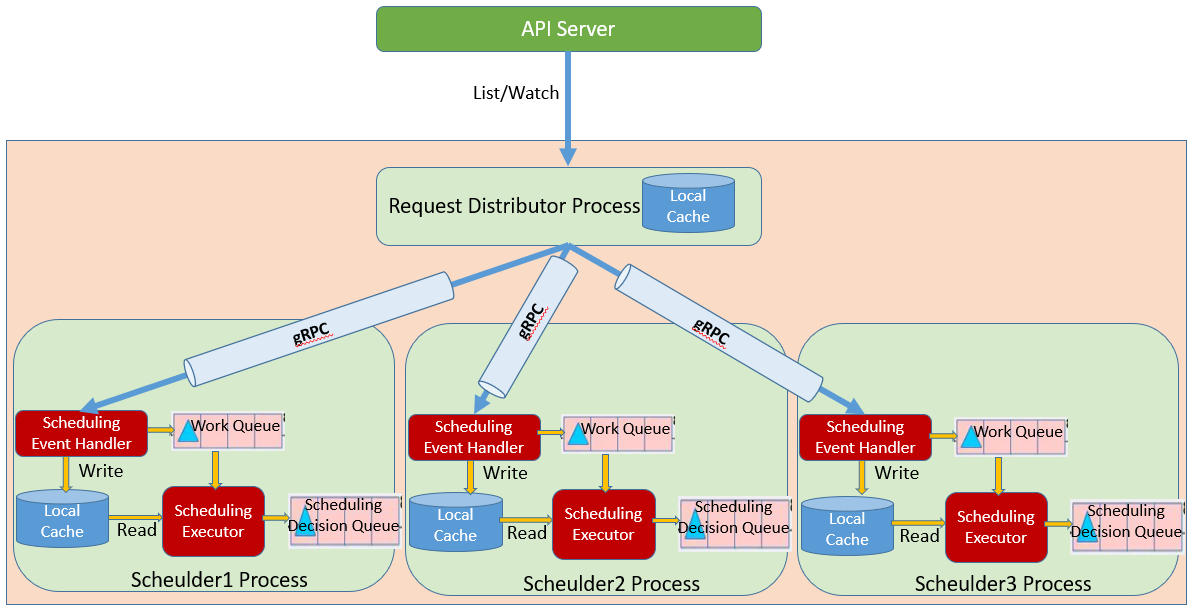 API Server
List/Watch
Request Distributor Process
Local
Cache
gRPC
gRPC
gRPC
Scheduling
Event Handler
Work Queue
Write
Local
Cache
Read
Scheduling
Executor
Scheduling
Decision Queue
Scheulder1 Process
Scheduling
Event Handler
Work Queue
Write
Local
Cache
Read
Scheduling
Executor
Scheduling
Decision Queue
Scheulder2 Process
Scheduling
Event Handler
Work Queue
Write
Local
Cache
Read
Scheduling
Executor
Scheduling
Decision Queue
Scheulder3 Process